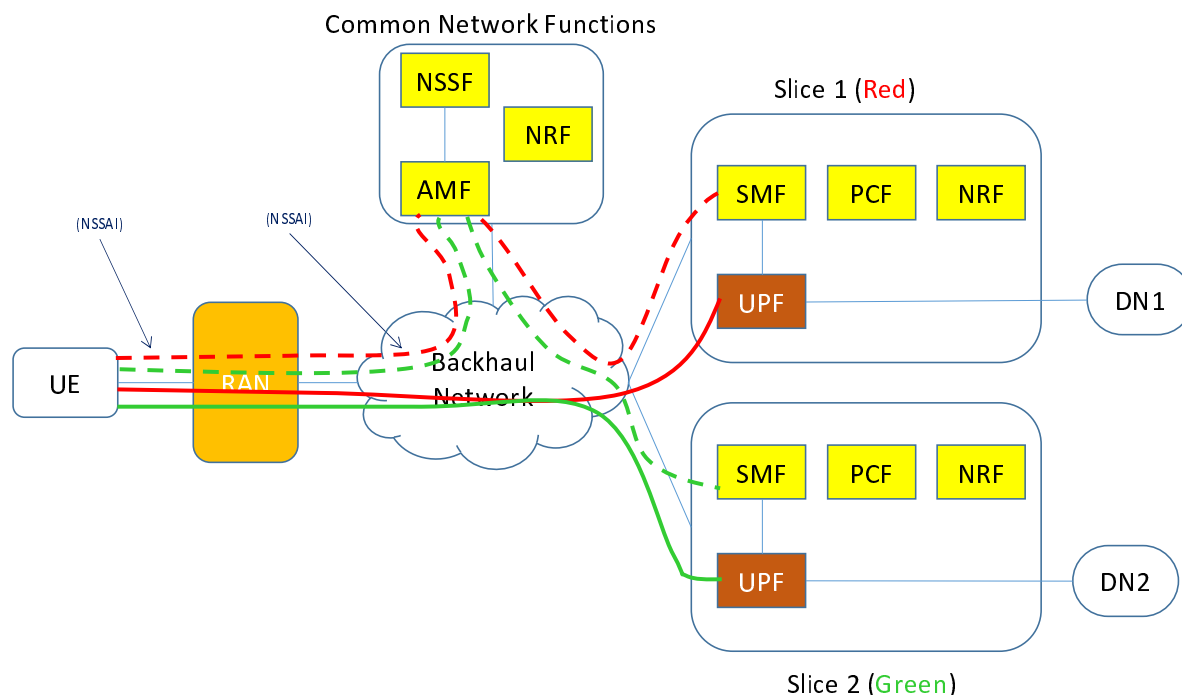 Common Network Functions
NSSF
NRF
AMF
Slice 1 (Red)
SMF
PCF
NRF
UPF
DN1
(NSSAI)
(NSSAI)
UE
RAN
Backhaul
Network
SMF
PCF
NRF
UPF
DN2
Slice 2 (Green)